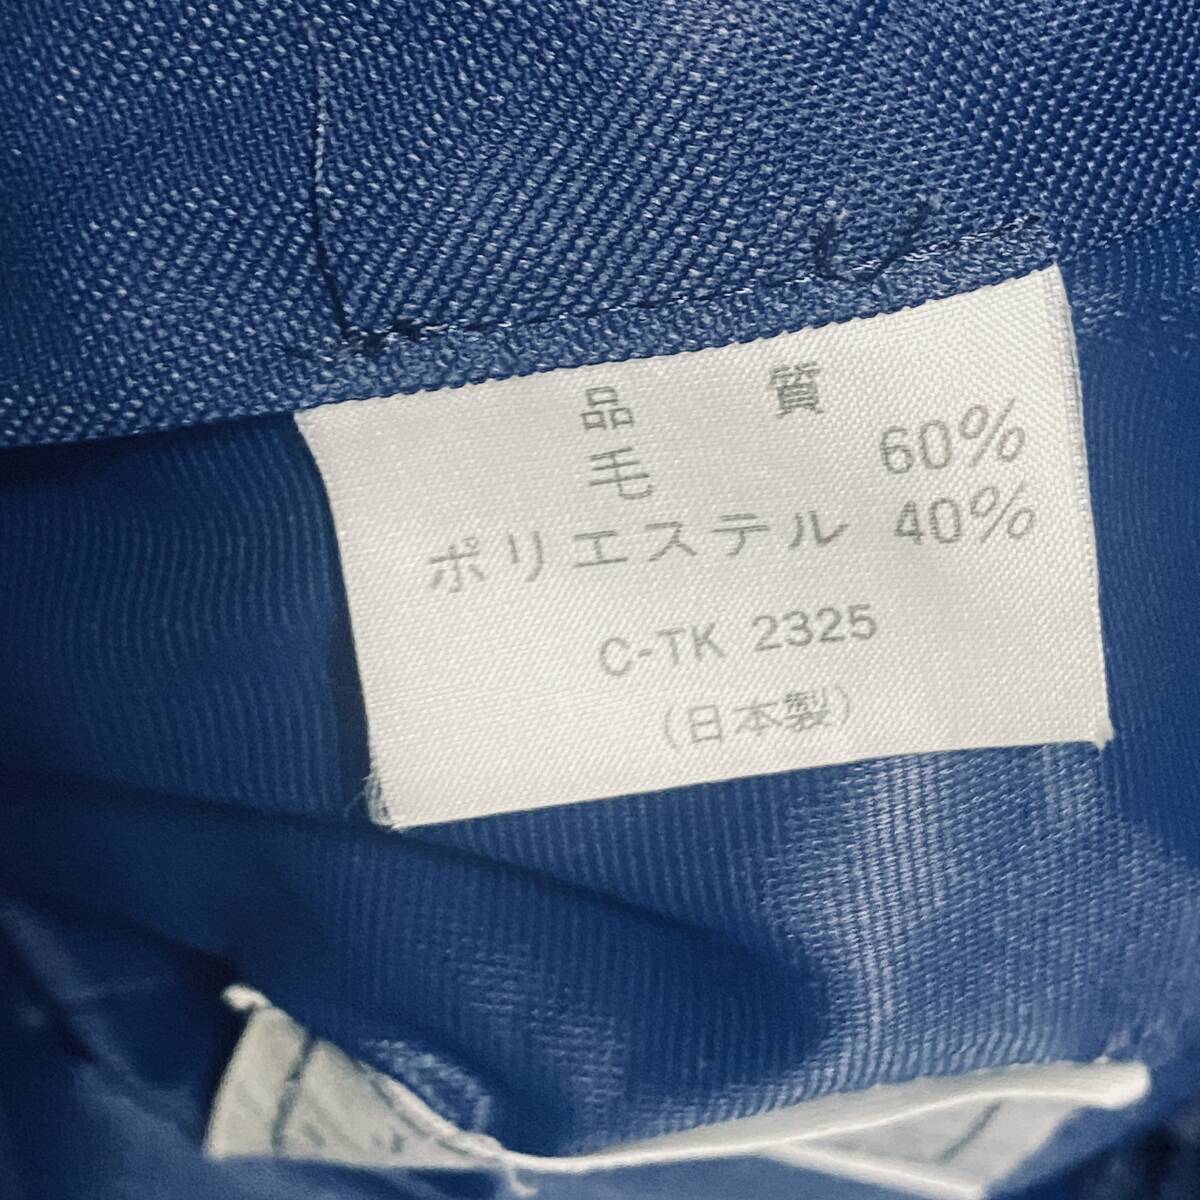 品質
毛 60%
ポリエステル 40%
C-TK 2325
(日本製)